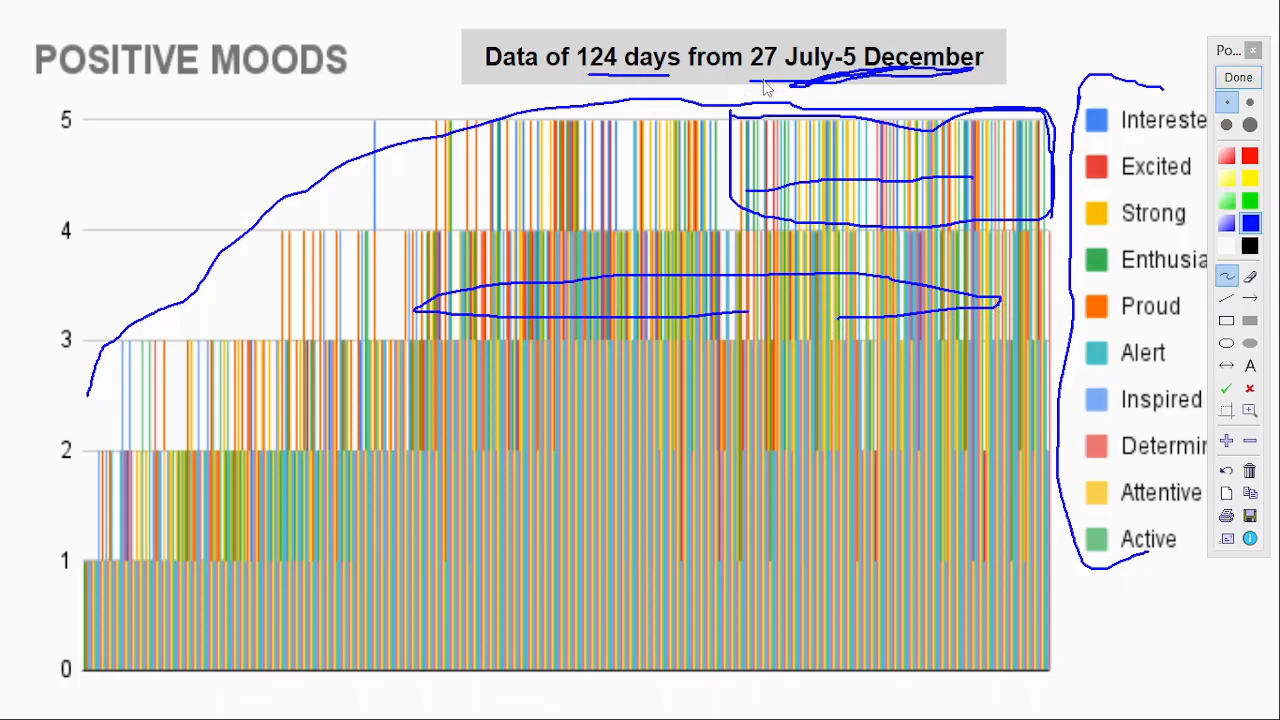 POSITIVE MOODS
Data of 124 days from 27 July-5 December
Po...
Done
5
4
3
2
1
0
Intereste
Excited
Strong
Enthusia
Proud
Alert
Inspired
Determin
Attentive
Active
A